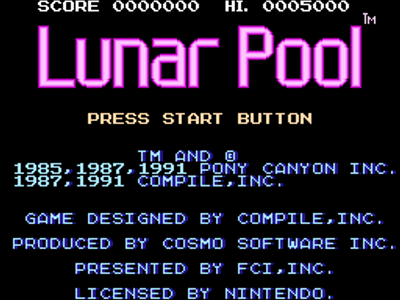 SCORE 0000000 HI. 0005000
Lunar Pool TM
PRESS START BUTTON
TM AND ®
1985,1987,1991 PONY CANYON INC.
1987,1991 COMPILE,INC.
GAME DESIGNED BY COMPILE,INC.
PRODUCED BY COSMO SOFTWARE INC.
PRESENTED BY FCI,INC.
LICENSED BY NINTENDO.